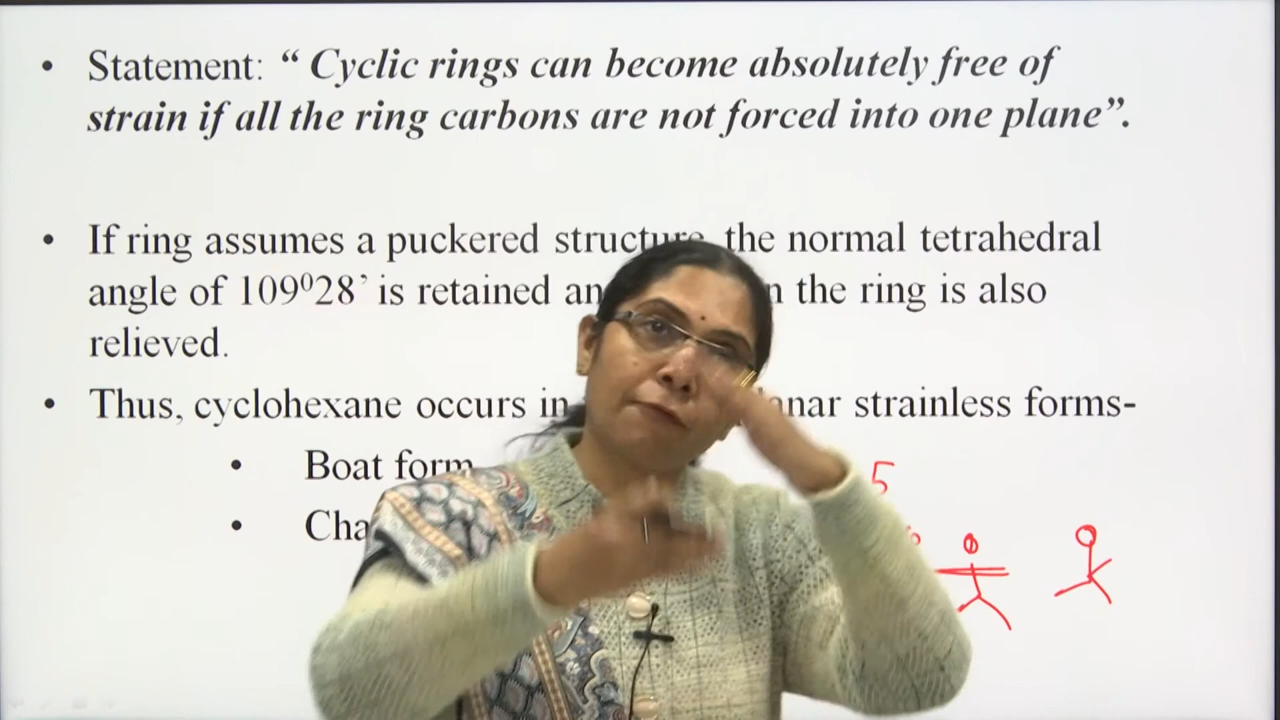 • Statement: “ Cyclic rings can become absolutely free of
strain if all the ring carbons are not forced into one plane”.
• If ring assumes a puckered structure, the normal tetrahedral
angle of 109⁰28’ is retained the ring is also
relieved.
• Thus, cyclohexane occurs in strainless forms-
• Boat form
•
5